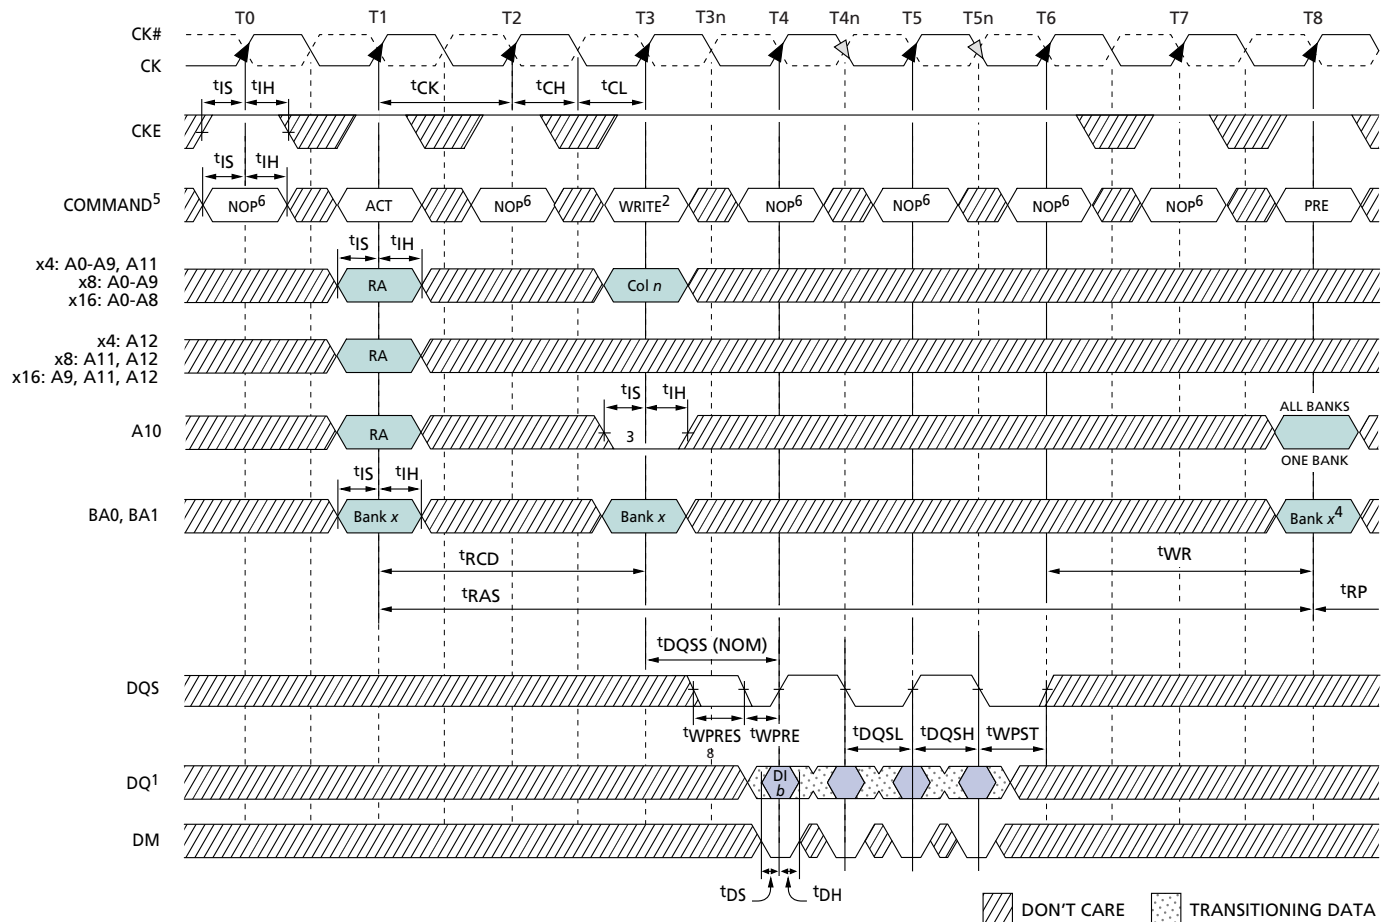 T0 T1 T2 T3 T3n T4 T4n T5 T5n T6 T7 T8
CK#
CK
tIS tIH tCK tCH tCL
CKE
tIS tIH
COMMAND5 NOP6 ACT NOP6 WRITE2 NOP6 NOP6 NOP6 NOP6 PRE
tIS tIH
x4: A0-A9, A11
x8: A0-A9
x16: A0-A8
RA Col n
x4: A12
x8: A11, A12
x16: A9, A11, A12
RA
tIS tIH
ALL BANKS
A10 RA 3
ONE BANK
tIS tIH
BA0, BA1 Bank x Bank x Bank x4
tRCD tWR
tRAS tRP
tDQSS (NOM)
DQS
tWPRES tWPRE tDQSL tDQSH tWPST
8
DQ1 DI
b
DM
tDS tDH
DON'T CARE TRANSITIONING DATA